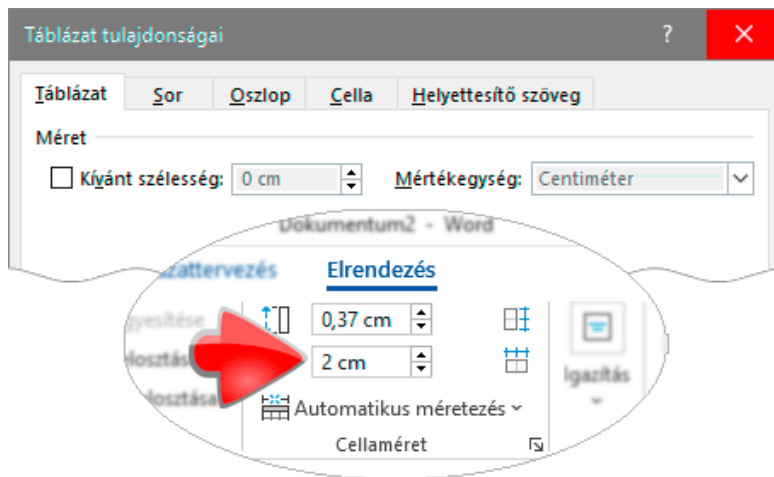 Táblázat tulajdonságai ?
Táblázat Sor Oszlop Cella Helyettesítő szöveg
Méret
Kívánt szélesség: 0 cm Mértékegység: Centiméter
Dokumentum2 - Word
Elrendezés
0,37 cm
2 cm
Igazítás
Automatikus méretezés
Cellaméret